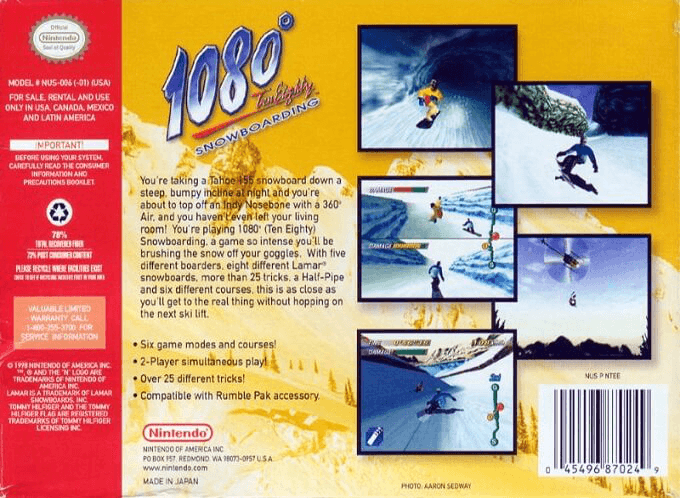 Official
Nintendo
Seal of Quality
MODEL # NUS-006 (-01) (USA)
FOR SALE, RENTAL AND USE
ONLY IN USA, CANADA, MEXICO
AND LATIN AMERICA
IMPORTANT!
BEFORE USING YOUR SYSTEM,
CAREFULLY READ THE CONSUMER
INFORMATION AND
PRECAUTIONS BOOKLET.
78%
TOTAL RECOVERED FIBER
72% POST CONSUMER CONTENT
PLEASE RECYCLE WHERE FACILITIES EXIST
VALUABLE LIMITED
WARRANTY CALL
1-800-255-3700 FOR
SERVICE INFORMATION
© 1998 NINTENDO OF AMERICA INC.
™, ® AND THE "N" LOGO ARE
TRADEMARKS OF NINTENDO OF
AMERICA INC.
LAMAR IS A TRADEMARK OF LAMAR
SNOWBOARDS, INC.
TOMMY HILFIGER AND THE TOMMY
HILFIGER FLAG ARE REGISTERED
TRADEMARKS OF TOMMY HILFIGER
LICENSING INC.
1080°
TenEighty
SNOWBOARDING
You're taking a Tahoe 155 snowboard down a
steep, bumpy incline at night and you're
about to top off an Indy Nosebone with a 360°
Air, and you haven't even left your living
room! You're playing 1080° (Ten Eighty)
Snowboarding, a game so intense you'll be
brushing the snow off your goggles. With five
different boarders, eight different Lamar®
snowboards, more than 25 tricks, a Half-Pipe
and six different courses, this is as close as
you'll get to the real thing without hopping on
the next ski lift.
• Six game modes and courses!
• 2-Player simultaneous play!
• Over 25 different tricks!
• Compatible with Rumble Pak accessory.
Nintendo®
NINTENDO OF AMERICA INC.
PO BOX 957, REDMOND, WA 98073-0957 U.S.A.
www.nintendo.com
MADE IN JAPAN
DAMAGE
DAMAGE
DAMAGE
2nd
PHOTO: AARON SEDWAY
NUS P NTEE
0 45496 87024 9